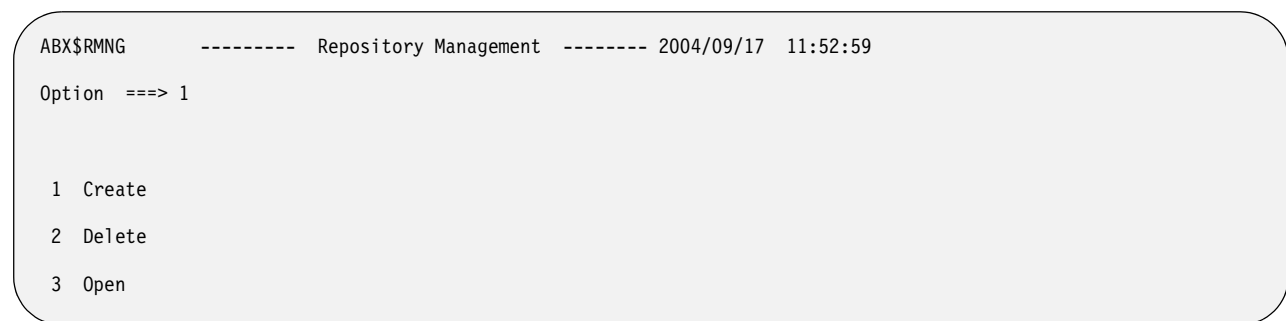 ABX$RMNG --------- Repository Management -------- 2004/09/17 11:52:59
Option ===> 1
1 Create
2 Delete
3 Open